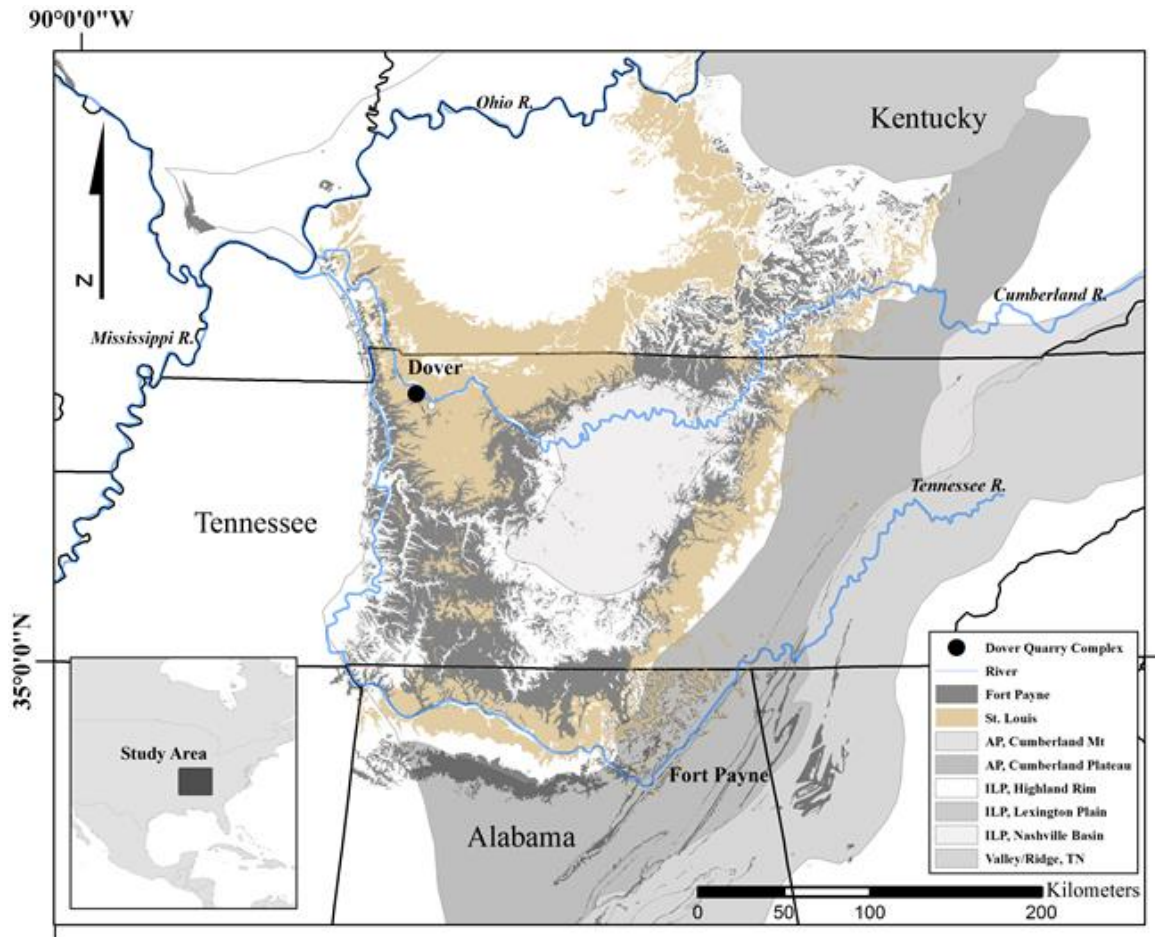 90°0'0"W
Ohio R.
Kentucky
N
Cumberland R.
Mississippi R.
Dover
Tennessee R.
Tennessee
35°0'0"N
Study Area
Fort Payne
Alabama
Dover Quarry Complex
River
Fort Payne
St. Louis
AP, Cumberland Mt
AP, Cumberland Plateau
ILP, Highland Rim
ILP, Lexington Plain
ILP, Nashville Basin
Valley/Ridge, TN
Kilometers
0 50 100 200